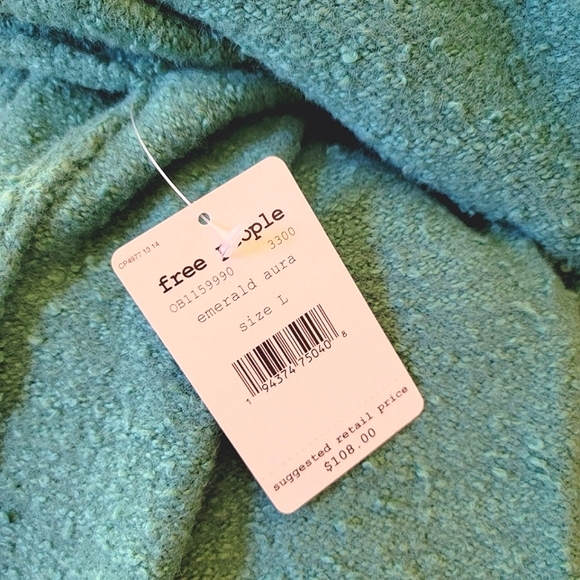 CP4977 13 14
free people
OB1159990 3300
emerald aura
size L
1 94374 75040 8
suggested retail price
$108.00